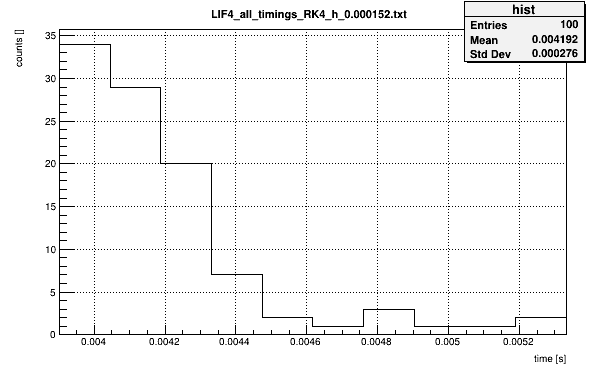 LIF4_all_timings_RK4_h_0.000152.txt
hist
Entries 100
Mean 0.004192
Std Dev 0.000276
counts []
35
30
25
20
15
10
5
0
0.004 0.0042 0.0044 0.0046 0.0048 0.005 0.0052
time [s]